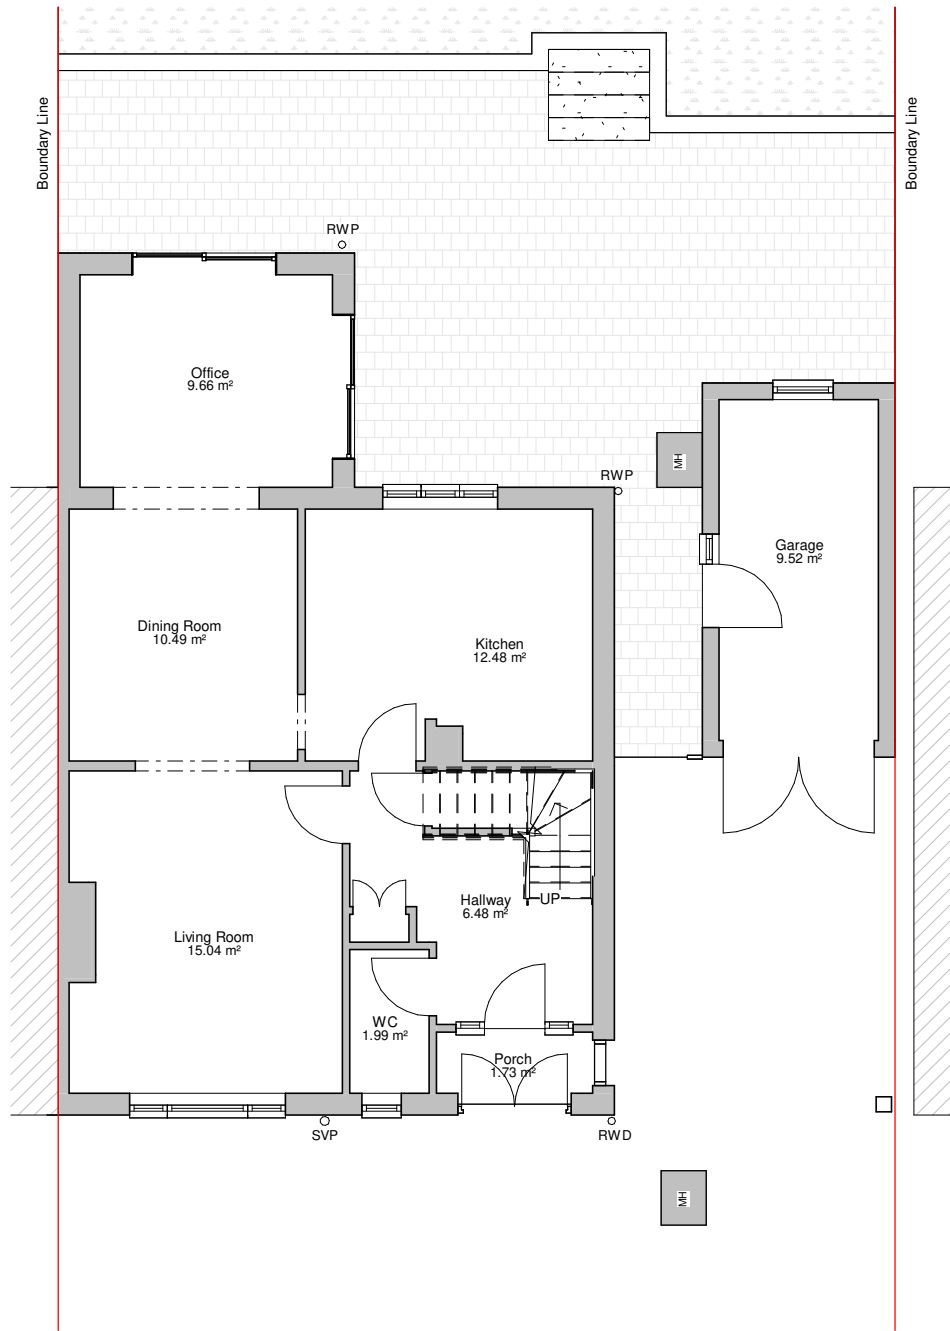 Boundary Line
Boundary Line
RWP
Office
9.66 m²
MH
RWP
Garage
9.52 m²
Dining Room
10.49 m²
Kitchen
12.48 m²
Hallway
6.48 m²
UP
Living Room
15.04 m²
WC
1.99 m²
Porch
1.73 m²
SVP
RWD
MH